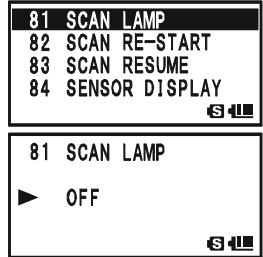 81 SCAN LAMP
82 SCAN RE-START
83 SCAN RESUME
84 SENSOR DISPLAY
S
81 SCAN LAMP
▶ OFF
S